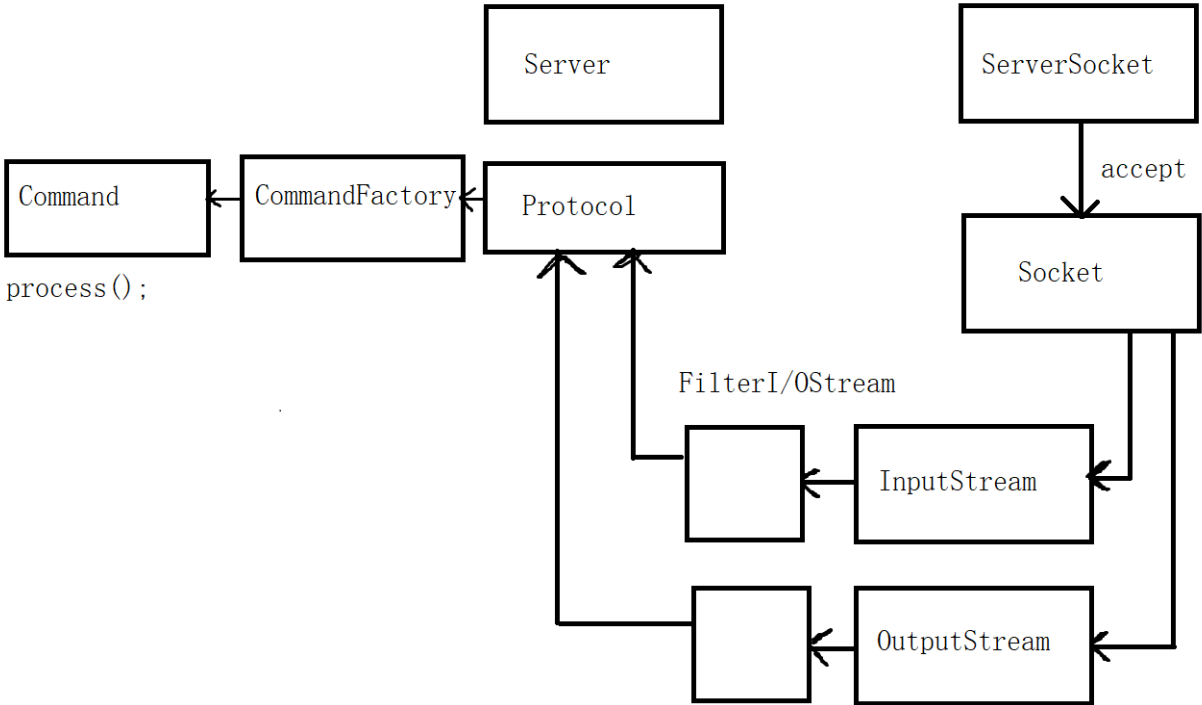 Server
ServerSocket
accept
Command
CommandFactory
Protocol
process();
Socket
FilterI/OStream
InputStream
OutputStream